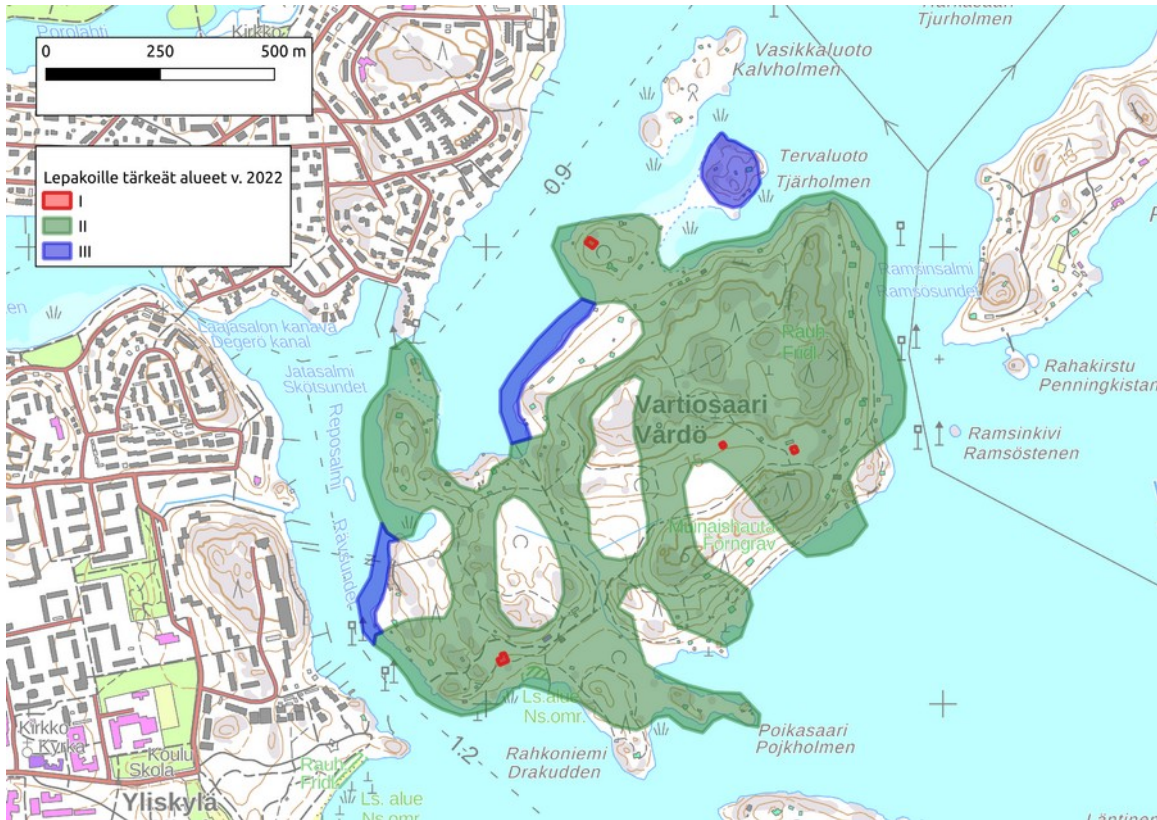 Porolahti
Kirkko
0 250 500 m
Lepakoille tärkeät alueet v. 2022
I
II
III
Tjurholmen
Vasikkaluoto
Kalvholmen
0.9
Tervaluoto
Tjärholmen
Ramsinsalmi
Ramsösundet
Laajasalon kanava
Degerö kanal
Jatasalmi
Skötsundet
Reposalmi
Rävsundet
Rauh.
Fridl.
Rahakirstu
Penningkistan
Vartiosaari
Vårdö
Ramsinkivi
Ramsöstenen
Muinaishauta
Forngrav
Ls.alue
Ns.omr.
1.2
Rahkoniemi
Drakudden
Poikasaari
Pojkholmen
Kirkko
Kyrka
Koulu
Skola
Yliskylä
Rauh.
Fridl.
Ls. alue
Ns.omr.